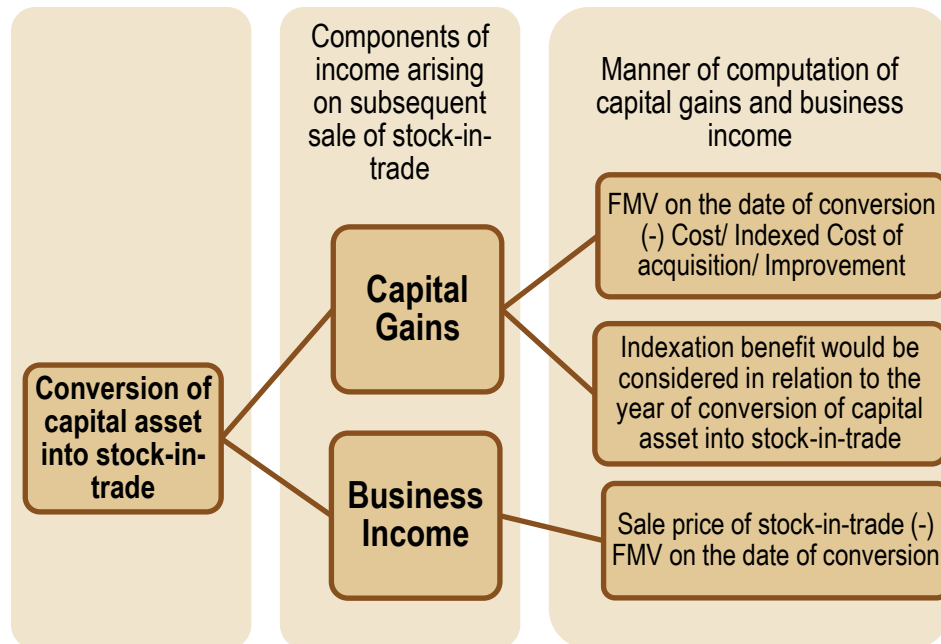 Components of
income arising
on subsequent
sale of stock-in-
trade
Manner of computation of
capital gains and business
income
Conversion of
capital asset
into stock-in-
trade
Capital
Gains
Business
Income
FMV on the date of conversion
(-) Cost/ Indexed Cost of
acquisition/ Improvement
Indexation benefit would be
considered in relation to the
year of conversion of capital
asset into stock-in-trade
Sale price of stock-in-trade (-)
FMV on the date of conversion